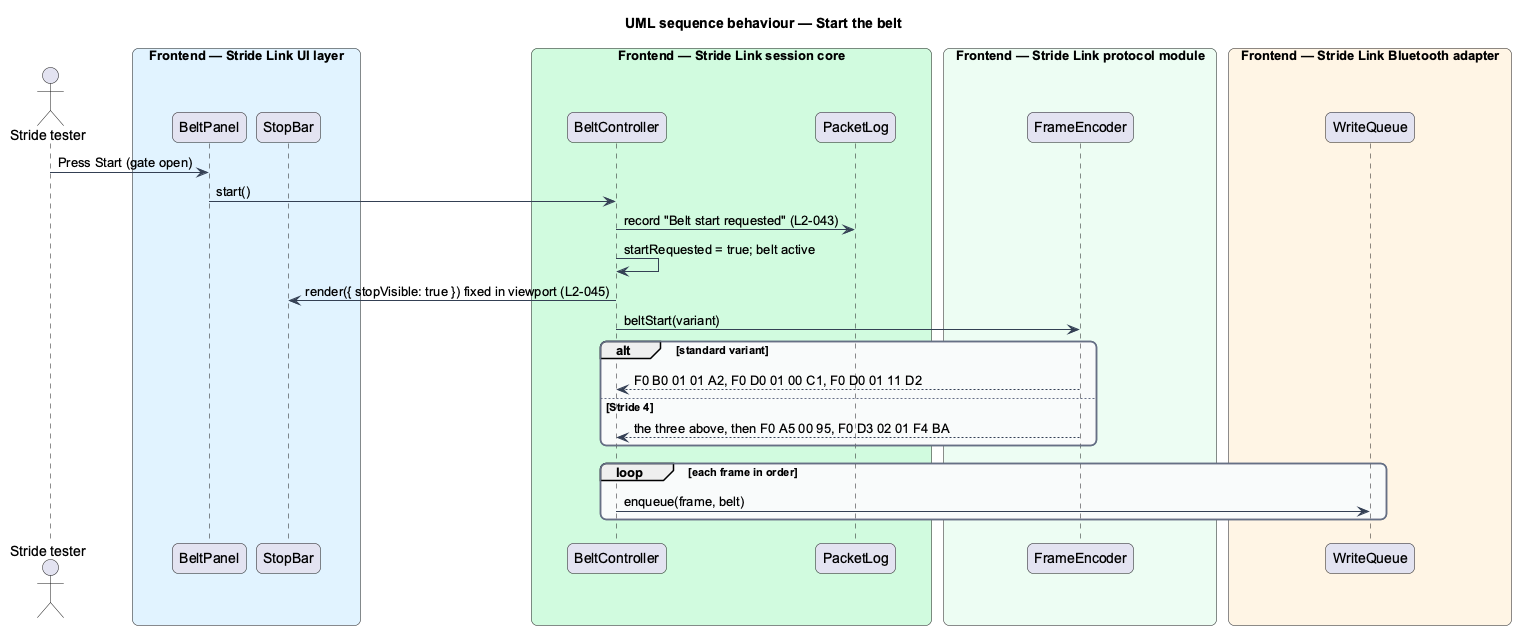 UML sequence behaviour — Start the belt
Frontend — Stride Link UI layer
Frontend — Stride Link session core
Frontend — Stride Link protocol module
Frontend — Stride Link Bluetooth adapter
Stride tester
BeltPanel
StopBar
BeltController
PacketLog
FrameEncoder
WriteQueue
Press Start (gate open)
start()
record "Belt start requested" (L2-043)
startRequested = true; belt active
render({ stopVisible: true }) fixed in viewport (L2-045)
beltStart(variant)
alt
[standard variant]
F0 B0 01 01 A2, F0 D0 01 00 C1, F0 D0 01 11 D2
[Stride 4]
the three above, then F0 A5 00 95, F0 D3 02 01 F4 BA
loop
[each frame in order]
enqueue(frame, belt)
Stride tester
BeltPanel
StopBar
BeltController
PacketLog
FrameEncoder
WriteQueue